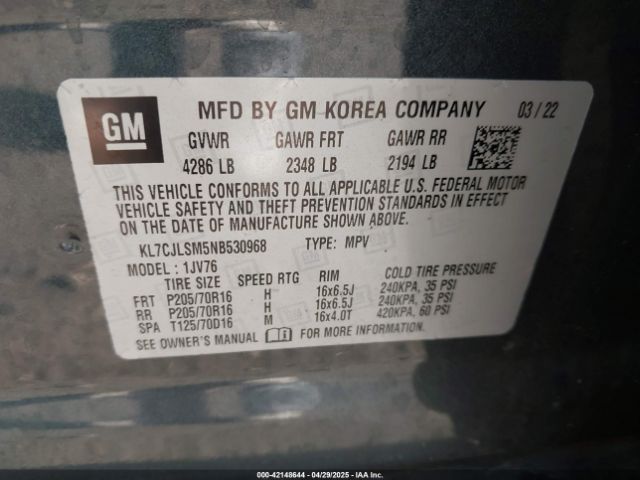 GM
MFD BY GM KOREA COMPANY 03/22
GVWR GAWR FRT GAWR RR
4286 LB 2348 LB 2194 LB
THIS VEHICLE CONFORMS TO ALL APPLICABLE U.S. FEDERAL MOTOR
VEHICLE SAFETY AND THEFT PREVENTION STANDARDS IN EFFECT
ON THE DATE OF MANUFACTURE SHOWN ABOVE.
KL7CJLSM5NB530968 TYPE: MPV
MODEL : 1JV76
TIRE SIZE SPEED RTG RIM COLD TIRE PRESSURE
FRT P205/70R16 H 16x6.5J 240KPA, 35 PSI
RR P205/70R16 H 16x6.5J 240KPA, 35 PSI
SPA T125/70D16 M 16x4.0T 420KPA, 60 PSI
SEE OWNER'S MANUAL FOR MORE INFORMATION.
000-42148644 - 04/29/2025 - IAA Inc.